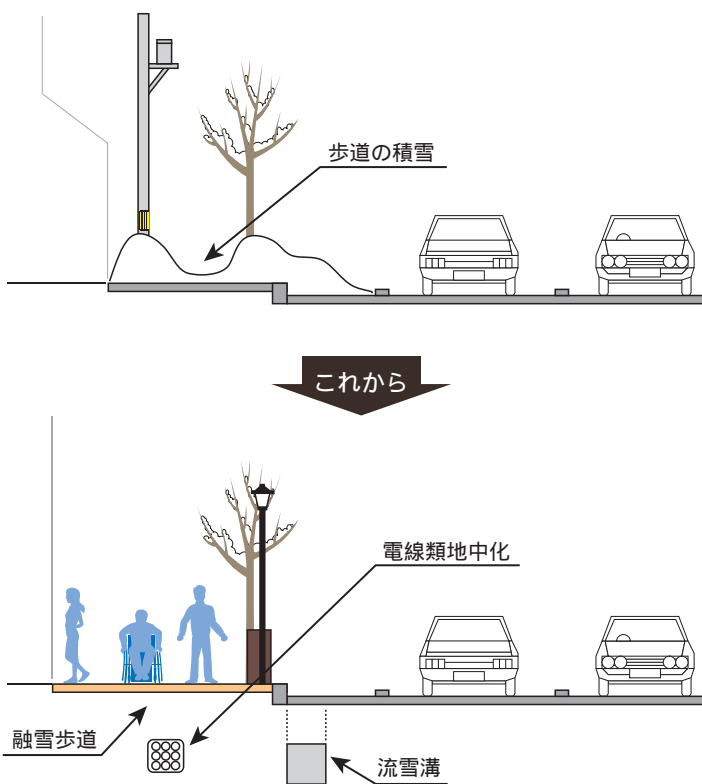 歩道の積雪
これから
電線類地中化
融雪歩道
流雪溝